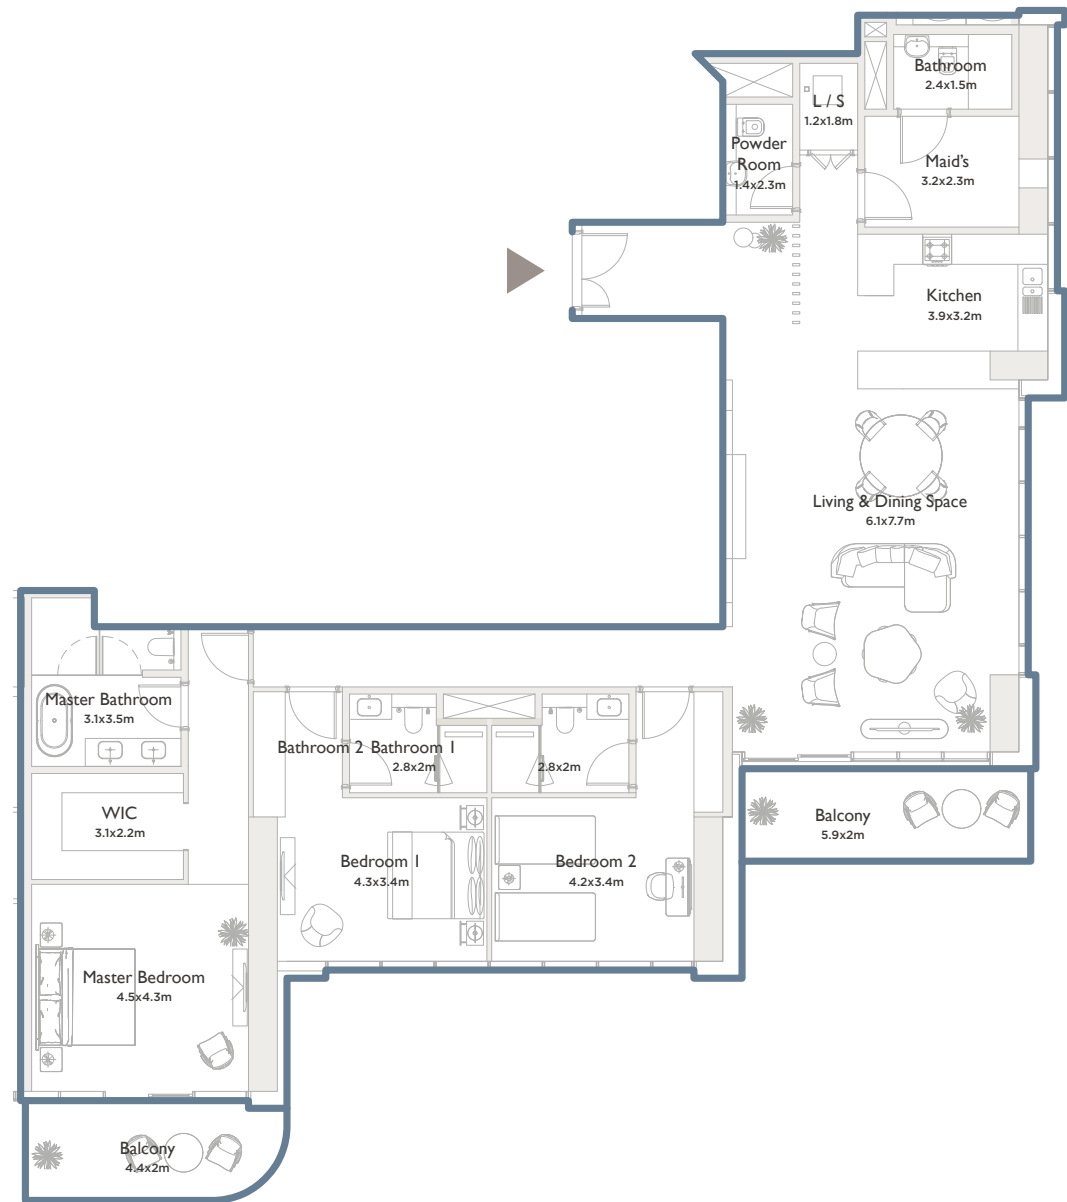 Bathroom
2.4x1.5m
L / S
1.2x1.8m
Powder
Room
1.4x2.3m
Maid's
3.2x2.3m
Kitchen
3.9x3.2m
Living & Dining Space
6.1x7.7m
Master Bathroom
3.1x3.5m
Bathroom 2 Bathroom 1
2.8x2m 2.8x2m
WIC
3.1x2.2m
Balcony
5.9x2m
Bedroom 1
4.3x3.4m
Bedroom 2
4.2x3.4m
Master Bedroom
4.5x4.3m
Balcony
4.4x2m